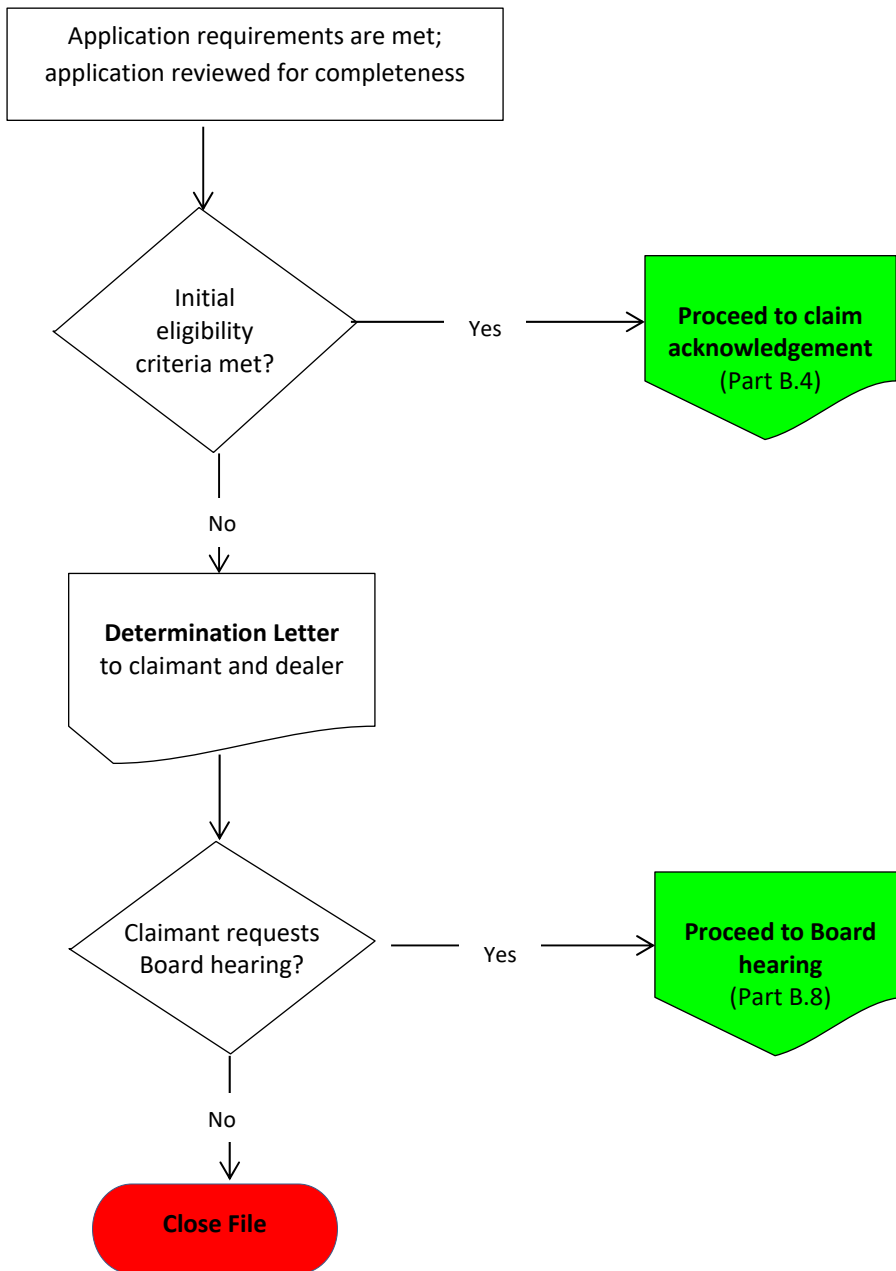 Application requirements are met;
application reviewed for completeness
Initial
eligibility
criteria met?
Yes
Proceed to claim
acknowledgement
(Part B.4)
No
Determination Letter
to claimant and dealer
Claimant requests
Board hearing?
Yes
Proceed to Board
hearing
(Part B.8)
No
Close File